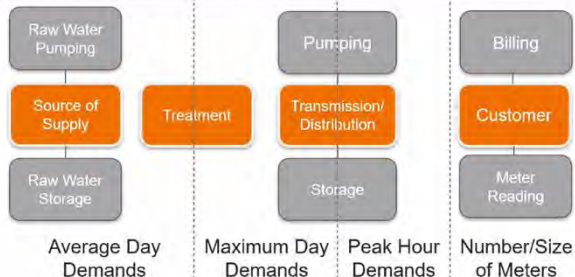 Raw Water
Pumping
Pumping
Billing
Source of
Supply
Treatment
Transmission/
Distribution
Customer
Raw Water
Storage
Storage
Meter
Reading
Average Day
Demands
Maximum Day
Demands
Peak Hour
Demands
Number/Size
of Meters